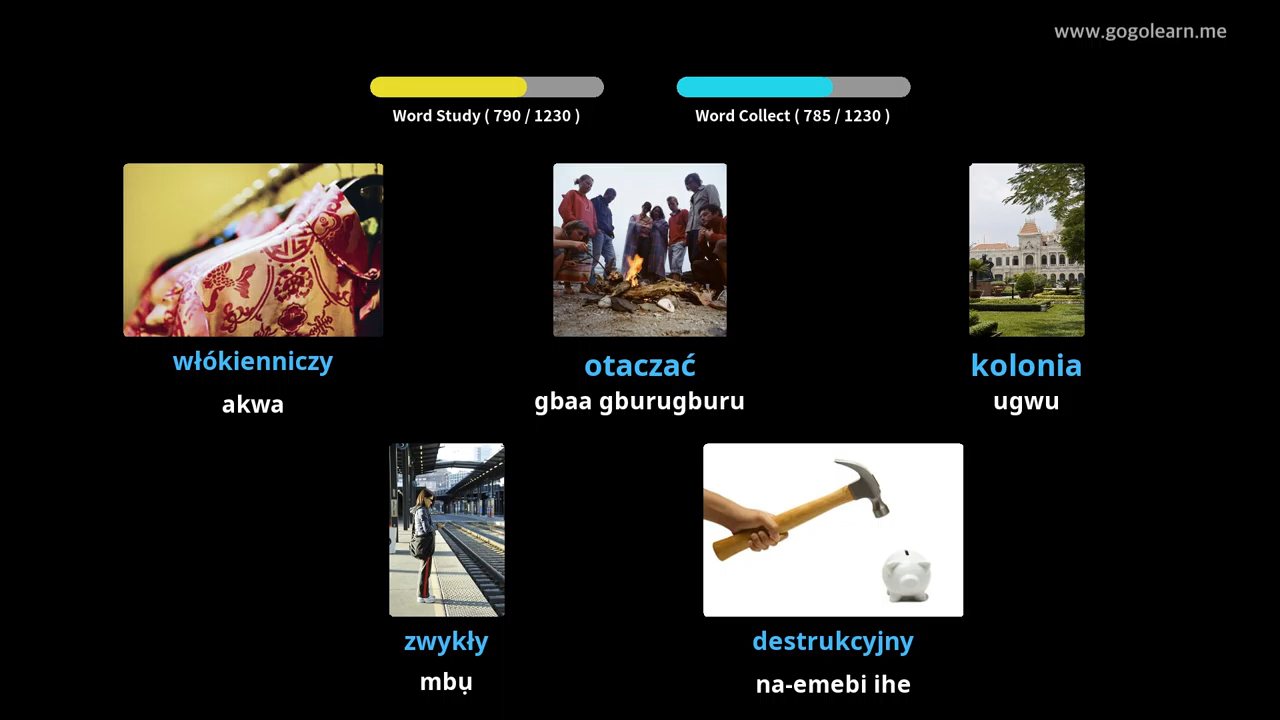 www.gogolearn.me
Word Study ( 790 / 1230 )
Word Collect ( 785 / 1230 )
włókienniczy
akwa
otaczać
gbaa gburugburu
kolonia
ugwu
zwykły
mbụ
destrukcyjny
na-emebi ihe